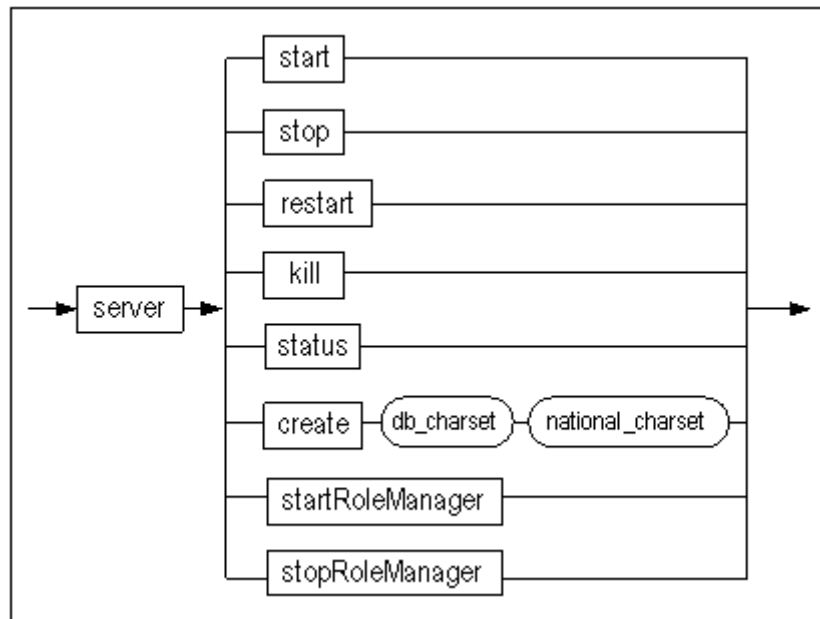 start
stop
restart
kill
server
status
create db_charset national_charset
startRoleManager
stopRoleManager